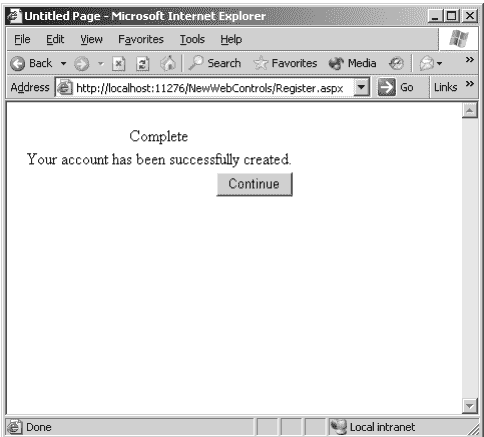 Untitled Page - Microsoft Internet Explorer
File Edit View Favorites Tools Help
Back Search Favorites Media
Address http://localhost:11276/NewWebControls/Register.aspx Go Links »
Complete
Your account has been successfully created.
Continue
Done Local intranet